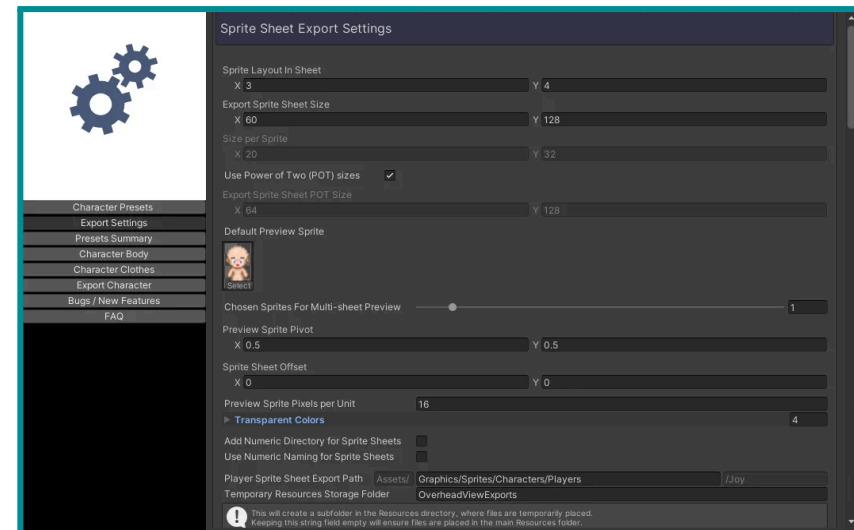 Sprite Sheet Export Settings
Sprite Layout In Sheet
X 3 Y 4
Export Sprite Sheet Size
X 60 Y 128
Size per Sprite
X 20 Y 32
Use Power of Two (POT) sizes
Export Sprite Sheet POT Size
X 64 Y 128
Default Preview Sprite
Select
Chosen Sprites For Multi-sheet Preview 1
Preview Sprite Pivot
X 0.5 Y 0.5
Sprite Sheet Offset
X 0 Y 0
Preview Sprite Pixels per Unit 16
Transparent Colors 4
Add Numeric Directory for Sprite Sheets
Use Numeric Naming for Sprite Sheets
Player Sprite Sheet Export Path Assets/ Graphics/Sprites/Characters/Players /Joy
Temporary Resources Storage Folder OverheadViewExports
This will create a subfolder in the Resources directory, where files are temporarily placed.
Keeping this string field empty will ensure files are placed in the main Resources folder.
Character Presets
Export Settings
Presets Summary
Character Body
Character Clothes
Export Character
Bugs / New Features
FAQ